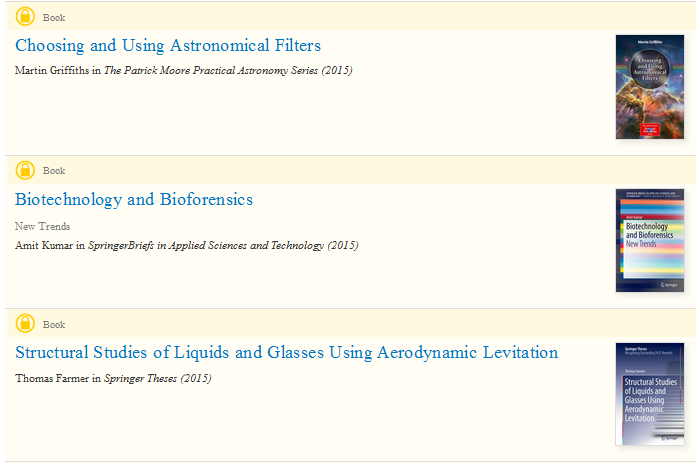 Book
Choosing and Using Astronomical Filters
Martin Griffiths in The Patrick Moore Practical Astronomy Series (2015)
Martin Griffiths
Choosing
and Using
Astronomical
Filters
Book
Biotechnology and Bioforensics
New Trends
Amit Kumar in SpringerBriefs in Applied Sciences and Technology (2015)
Amit Kumar
Biotechnology
and Bioforensics
New Trends
Springer
Book
Structural Studies of Liquids and Glasses Using Aerodynamic Levitation
Thomas Farmer in Springer Theses (2015)
Springer Theses
Thomas Farmer
Structural Studies
of Liquids and
Glasses Using
Aerodynamic
Levitation
Springer